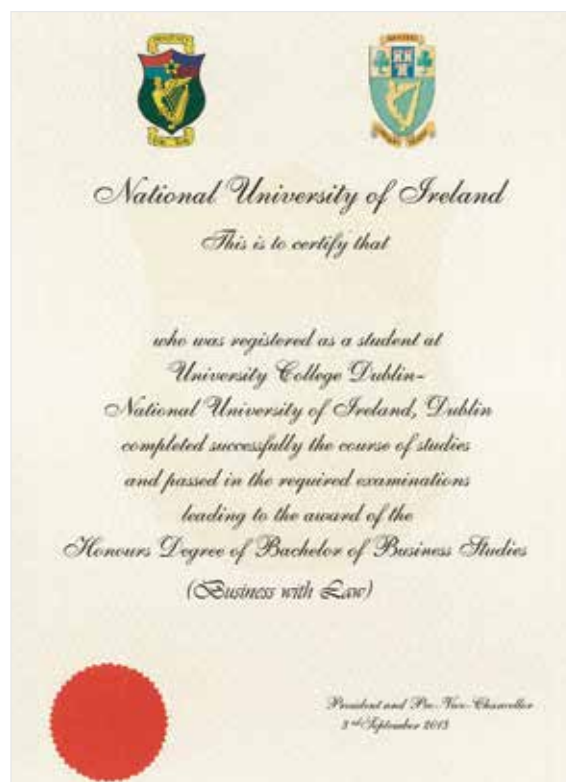 National University of Ireland
This is to certify that
who was registered as a student at
University College Dublin-
National University of Ireland, Dublin
completed successfully the course of studies
and passed in the required examinations
leading to the award of the
Honours Degree of Bachelor of Business Studies
(Business with Law)
President and Pro-Vice-Chancellor
3rd September 2013